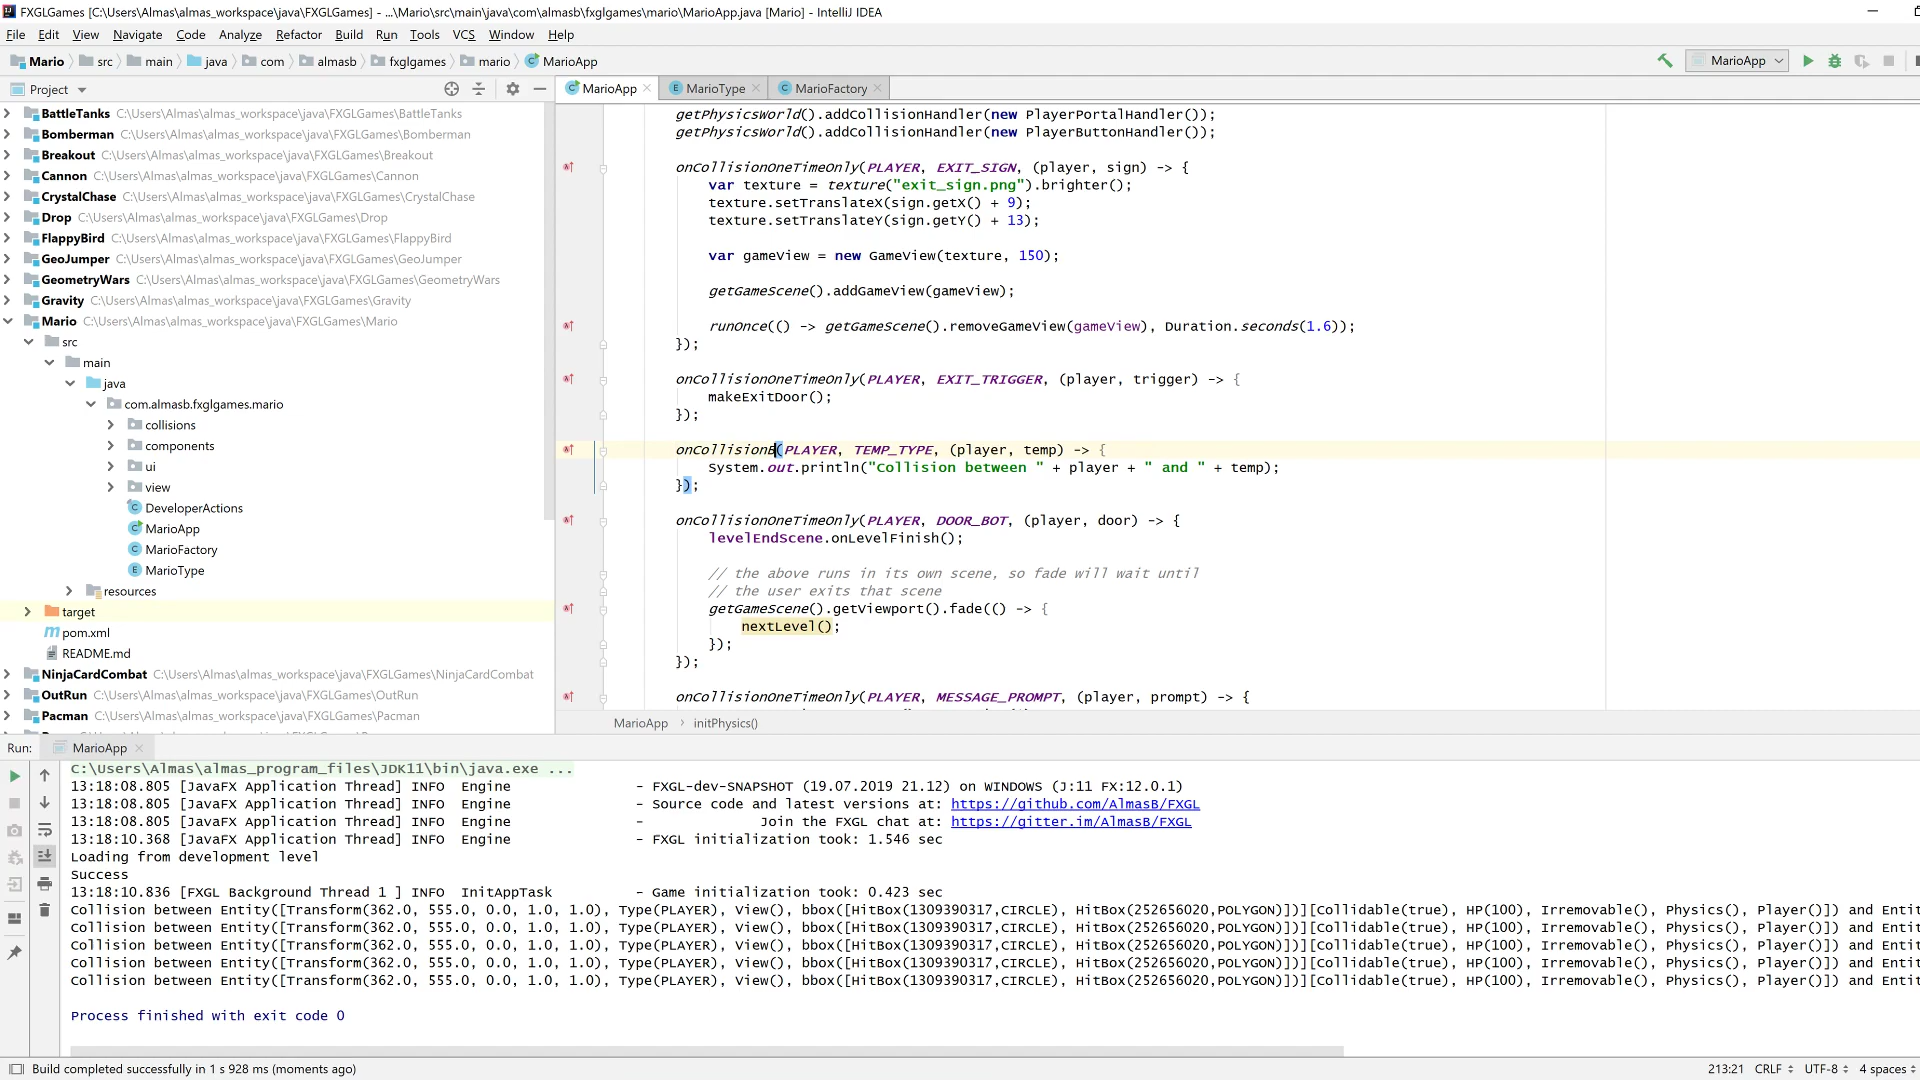 FXGLGames [C:\Users\Almas\almas_workspace\java\FXGLGames] - ...\Mario\src\main\java\com\almasb\fxglgames\mario\MarioApp.java [Mario] - IntelliJ IDEA
File Edit View Navigate Code Analyze Refactor Build Run Tools VCS Window Help
Mario src main java com almasb fxglgames mario MarioApp
MarioApp
Project
MarioApp MarioType MarioFactory
BattleTanks C:\Users\Almas\almas_workspace\java\FXGLGames\BattleTanks
Bomberman C:\Users\Almas\almas_workspace\java\FXGLGames\Bomberman
Breakout C:\Users\Almas\almas_workspace\java\FXGLGames\Breakout
Cannon C:\Users\Almas\almas_workspace\java\FXGLGames\Cannon
CrystalChase C:\Users\Almas\almas_workspace\java\FXGLGames\CrystalChase
Drop C:\Users\Almas\almas_workspace\java\FXGLGames\Drop
FlappyBird C:\Users\Almas\almas_workspace\java\FXGLGames\FlappyBird
GeoJumper C:\Users\Almas\almas_workspace\java\FXGLGames\GeoJumper
GeometryWars C:\Users\Almas\almas_workspace\java\FXGLGames\GeometryWars
Gravity C:\Users\Almas\almas_workspace\java\FXGLGames\Gravity
Mario C:\Users\Almas\almas_workspace\java\FXGLGames\Mario
src
main
java
com.almasb.fxglgames.mario
collisions
components
ui
view
DeveloperActions
MarioApp
MarioFactory
MarioType
resources
target
pom.xml
README.md
NinjaCardCombat C:\Users\Almas\almas_workspace\java\FXGLGames\NinjaCardCombat
OutRun C:\Users\Almas\almas_workspace\java\FXGLGames\OutRun
Pacman C:\Users\Almas\almas_workspace\java\FXGLGames\Pacman
getPhysicsWorld().addCollisionHandler(new PlayerPortalHandler());
getPhysicsWorld().addCollisionHandler(new PlayerButtonHandler());
onCollisionOneTimeOnly(PLAYER, EXIT_SIGN, (player, sign) -> {
var texture = texture("exit_sign.png").brighter();
texture.setTranslateX(sign.getX() + 9);
texture.setTranslateY(sign.getY() + 13);
var gameView = new GameView(texture, 150);
getGameScene().addGameView(gameView);
runOnce(() -> getGameScene().removeGameView(gameView), Duration.seconds(1.6));
});
onCollisionOneTimeOnly(PLAYER, EXIT_TRIGGER, (player, trigger) -> {
makeExitDoor();
});
onCollisionB(PLAYER, TEMP_TYPE, (player, temp) -> {
System.out.println("Collision between " + player + " and " + temp);
});
onCollisionOneTimeOnly(PLAYER, DOOR_BOT, (player, door) -> {
levelEndScene.onLevelFinish();
// the above runs in its own scene, so fade will wait until
// the user exits that scene
getGameScene().getViewport().fade(() -> {
nextLevel();
});
});
onCollisionOneTimeOnly(PLAYER, MESSAGE_PROMPT, (player, prompt) -> {
MarioApp initPhysics()
Run: MarioApp
C:\Users\Almas\almas_program_files\JDK11\bin\java.exe ...
13:18:08.805 [JavaFX Application Thread] INFO Engine - FXGL-dev-SNAPSHOT (19.07.2019 21.12) on WINDOWS (J:11 FX:12.0.1)
13:18:08.805 [JavaFX Application Thread] INFO Engine - Source code and latest versions at: https://github.com/AlmasB/FXGL
13:18:08.805 [JavaFX Application Thread] INFO Engine - Join the FXGL chat at: https://gitter.im/AlmasB/FXGL
13:18:10.368 [JavaFX Application Thread] INFO Engine - FXGL initialization took: 1.546 sec
Loading from development level
Success
13:18:10.836 [FXGL Background Thread 1 ] INFO InitAppTask - Game initialization took: 0.423 sec
Collision between Entity([Transform(362.0, 555.0, 0.0, 1.0, 1.0), Type(PLAYER), View(), bbox([HitBox(1309390317,CIRCLE), HitBox(252656020,POLYGON)])][Collidable(true), HP(100), Irremovable(), Physics(), Player()]) and Entit
Collision between Entity([Transform(362.0, 555.0, 0.0, 1.0, 1.0), Type(PLAYER), View(), bbox([HitBox(1309390317,CIRCLE), HitBox(252656020,POLYGON)])][Collidable(true), HP(100), Irremovable(), Physics(), Player()]) and Entit
Collision between Entity([Transform(362.0, 555.0, 0.0, 1.0, 1.0), Type(PLAYER), View(), bbox([HitBox(1309390317,CIRCLE), HitBox(252656020,POLYGON)])][Collidable(true), HP(100), Irremovable(), Physics(), Player()]) and Entit
Collision between Entity([Transform(362.0, 555.0, 0.0, 1.0, 1.0), Type(PLAYER), View(), bbox([HitBox(1309390317,CIRCLE), HitBox(252656020,POLYGON)])][Collidable(true), HP(100), Irremovable(), Physics(), Player()]) and Entit
Collision between Entity([Transform(362.0, 555.0, 0.0, 1.0, 1.0), Type(PLAYER), View(), bbox([HitBox(1309390317,CIRCLE), HitBox(252656020,POLYGON)])][Collidable(true), HP(100), Irremovable(), Physics(), Player()]) and Entit
Process finished with exit code 0
Build completed successfully in 1 s 928 ms (moments ago)
213:21 CRLF UTF-8 4 spaces